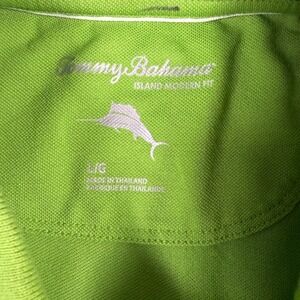 Tommy Bahama
ISLAND MODERN FIT
L/G
MADE IN THAILAND
FABRIQUÉ EN THAÏLANDE